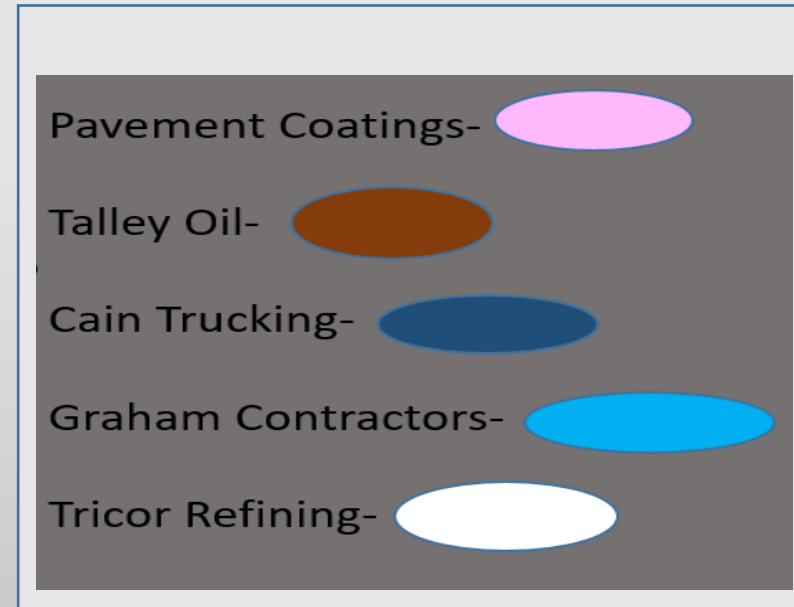 Pavement Coatings-
Talley Oil-
Cain Trucking-
Graham Contractors-
Tricor Refining-